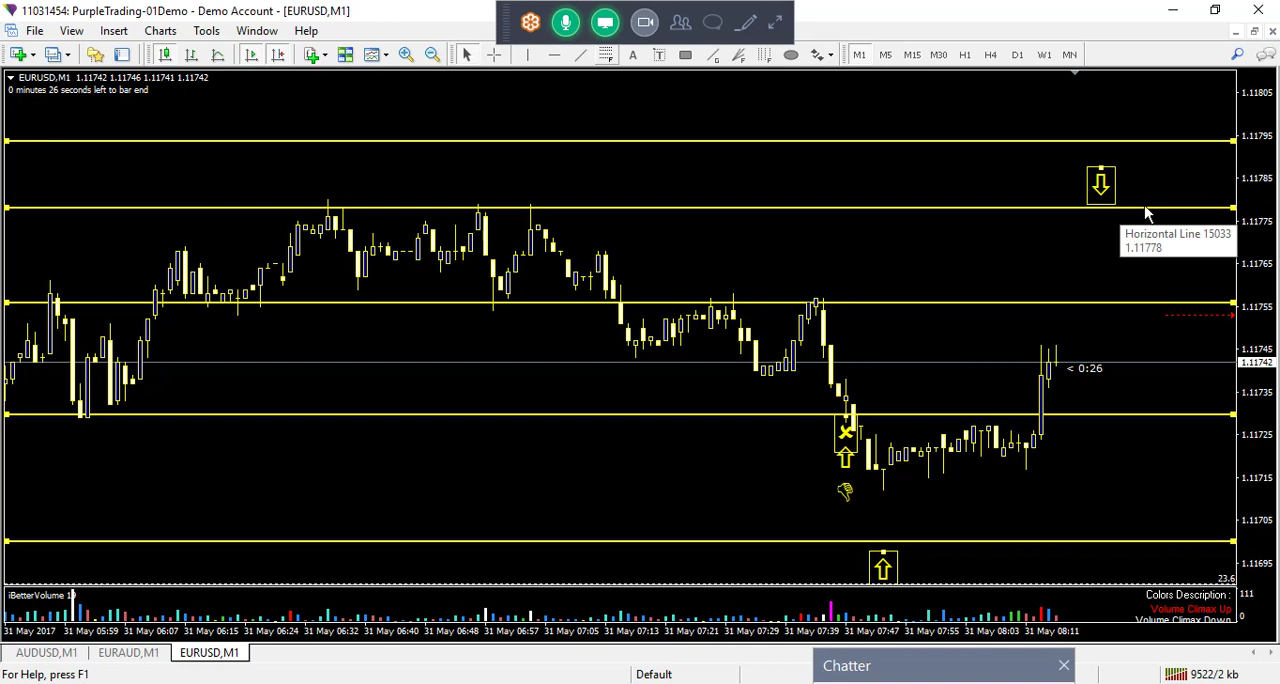 11031454: PurpleTrading-01Demo - Demo Account - [EURUSD,M1]
File View Insert Charts Tools Window Help
M1 M5 M15 M30 H1 H4 D1 W1 MN
EURUSD,M1 1.11742 1.11746 1.11741 1.11742
0 minutes 26 seconds left to bar end
1.11805
1.11795
1.11785
1.11775
Horizontal Line 15033
1.11778
1.11765
1.11755
1.11745
1.11742
< 0:26
1.11735
1.11725
1.11715
1.11705
1.11695
23.6
iBetterVolume 19
Colors Description :
111
Volume Climax Up
0
Volume Climax Down
31 May 2017 31 May 05:59 31 May 06:07 31 May 06:15 31 May 06:24 31 May 06:32 31 May 06:40 31 May 06:48 31 May 06:57 31 May 07:05 31 May 07:13 31 May 07:21 31 May 07:29 31 May 07:39 31 May 07:47 31 May 07:55 31 May 08:03 31 May 08:11
AUDUSD,M1 EURAUD,M1 EURUSD,M1
For Help, press F1
Default
Chatter
9522/2 kb